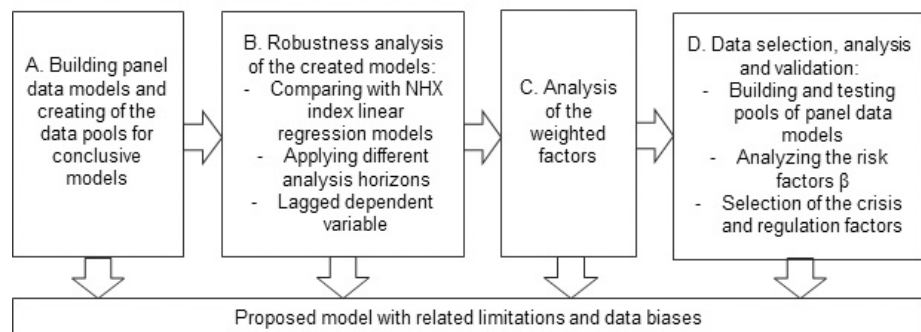 A. Building panel
data models and
creating of the
data pools for
conclusive
models
B. Robustness analysis
of the created models:
- Comparing with NHX
index linear
regression models
- Applying different
analysis horizons
- Lagged dependent
variable
C. Analysis
of the
weighted
factors
D. Data selection, analysis
and validation:
- Building and testing
pools of panel data
models
- Analyzing the risk
factors β
- Selection of the crisis
and regulation factors
Proposed model with related limitations and data biases